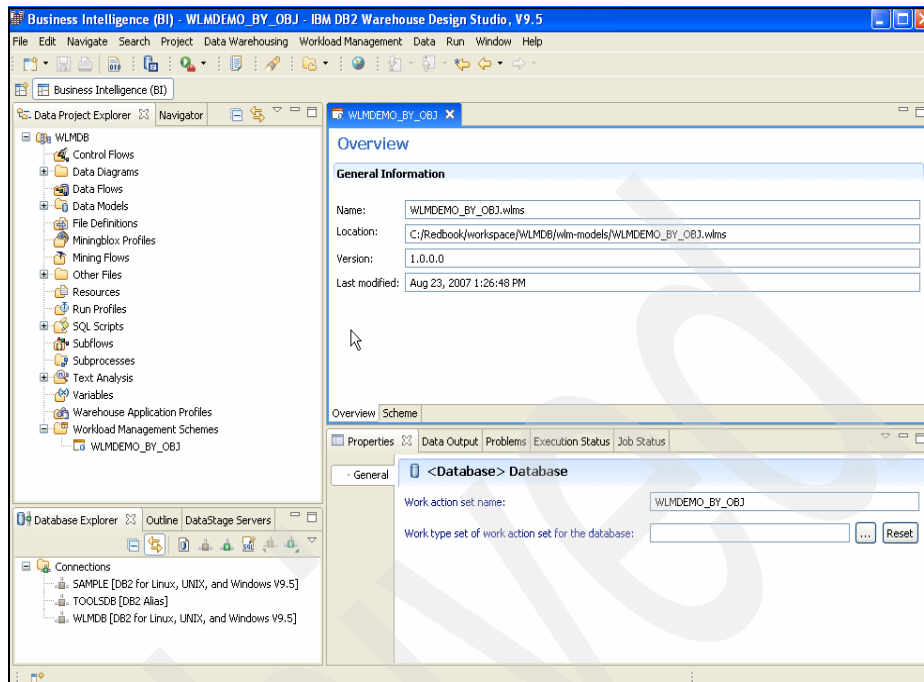 Business Intelligence (BI) - WLMDEMO_BY_OBJ - IBM DB2 Warehouse Design Studio, V9.5
File Edit Navigate Search Project Data Warehousing Workload Management Data Run Window Help
Business Intelligence (BI)
Data Project Explorer Navigator
WLMDB
Control Flows
Data Diagrams
Data Flows
Data Models
File Definitions
Miningblox Profiles
Mining Flows
Other Files
Resources
Run Profiles
SQL Scripts
Subflows
Subprocesses
Text Analysis
Variables
Warehouse Application Profiles
Workload Management Schemes
WLMDEMO_BY_OBJ
Database Explorer Outline DataStage Servers
Connections
SAMPLE [DB2 for Linux, UNIX, and Windows V9.5]
TOOLSDB [DB2 Alias]
WLMDB [DB2 for Linux, UNIX, and Windows V9.5]
WLMDEMO_BY_OBJ
Overview
General Information
Name: WLMDEMO_BY_OBJ.wlms
Location: C:/Redbook/workspace/WLMDB/wlm-models/WLMDEMO_BY_OBJ.wlms
Version: 1.0.0.0
Last modified: Aug 23, 2007 1:26:48 PM
Overview Scheme
Properties Data Output Problems Execution Status Job Status
General
<Database> Database
Work action set name: WLMDEMO_BY_OBJ
Work type set of work action set for the database: ... Reset